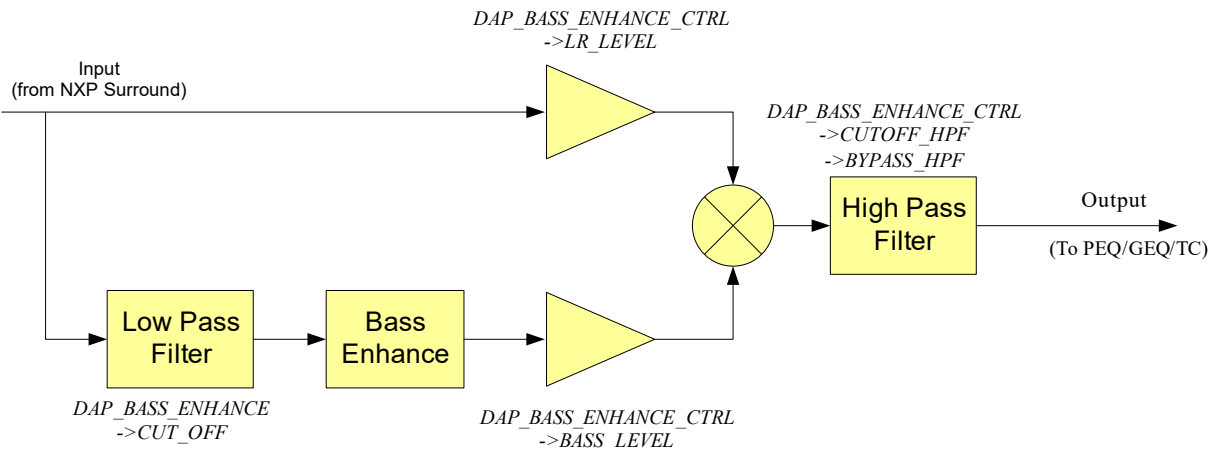 DAP_BASS_ENHANCE_CTRL
->LR_LEVEL
Input
(from NXP Surround)
DAP_BASS_ENHANCE_CTRL
->CUTOFF_HPF
->BYPASS_HPF
High Pass
Filter
Output
(To PEQ/GEQ/TC)
Low Pass
Filter
Bass
Enhance
DAP_BASS_ENHANCE
->CUT_OFF
DAP_BASS_ENHANCE_CTRL
->BASS_LEVEL